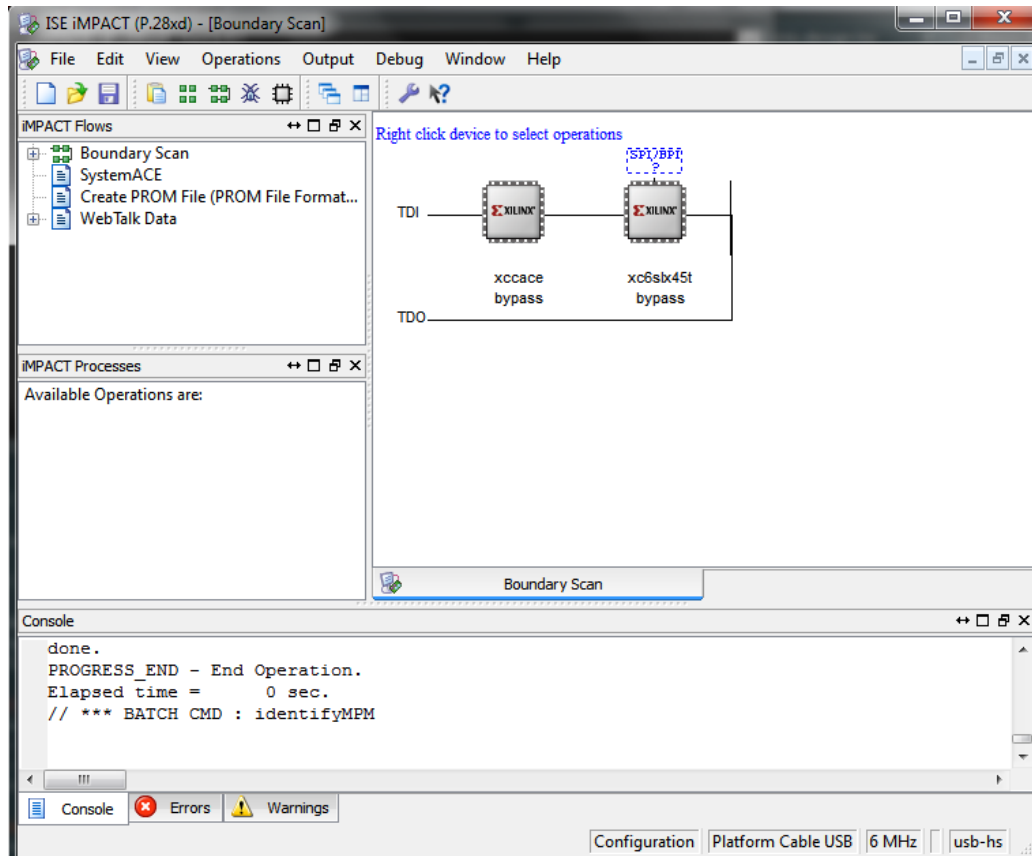 ISE iMPACT (P.28xd) - [Boundary Scan]
File Edit View Operations Output Debug Window Help
iMPACT Flows
Boundary Scan
SystemACE
Create PROM File (PROM File Format...
WebTalk Data
Right click device to select operations
SPI/BPI
?
TDI
XILINX
XILINX
xccace
bypass
xc6slx45t
bypass
TDO
iMPACT Processes
Available Operations are:
Boundary Scan
Console
done.
PROGRESS_END - End Operation.
Elapsed time =      0 sec.
// *** BATCH CMD : identifyMPM
Console Errors Warnings
Configuration Platform Cable USB 6 MHz usb-hs